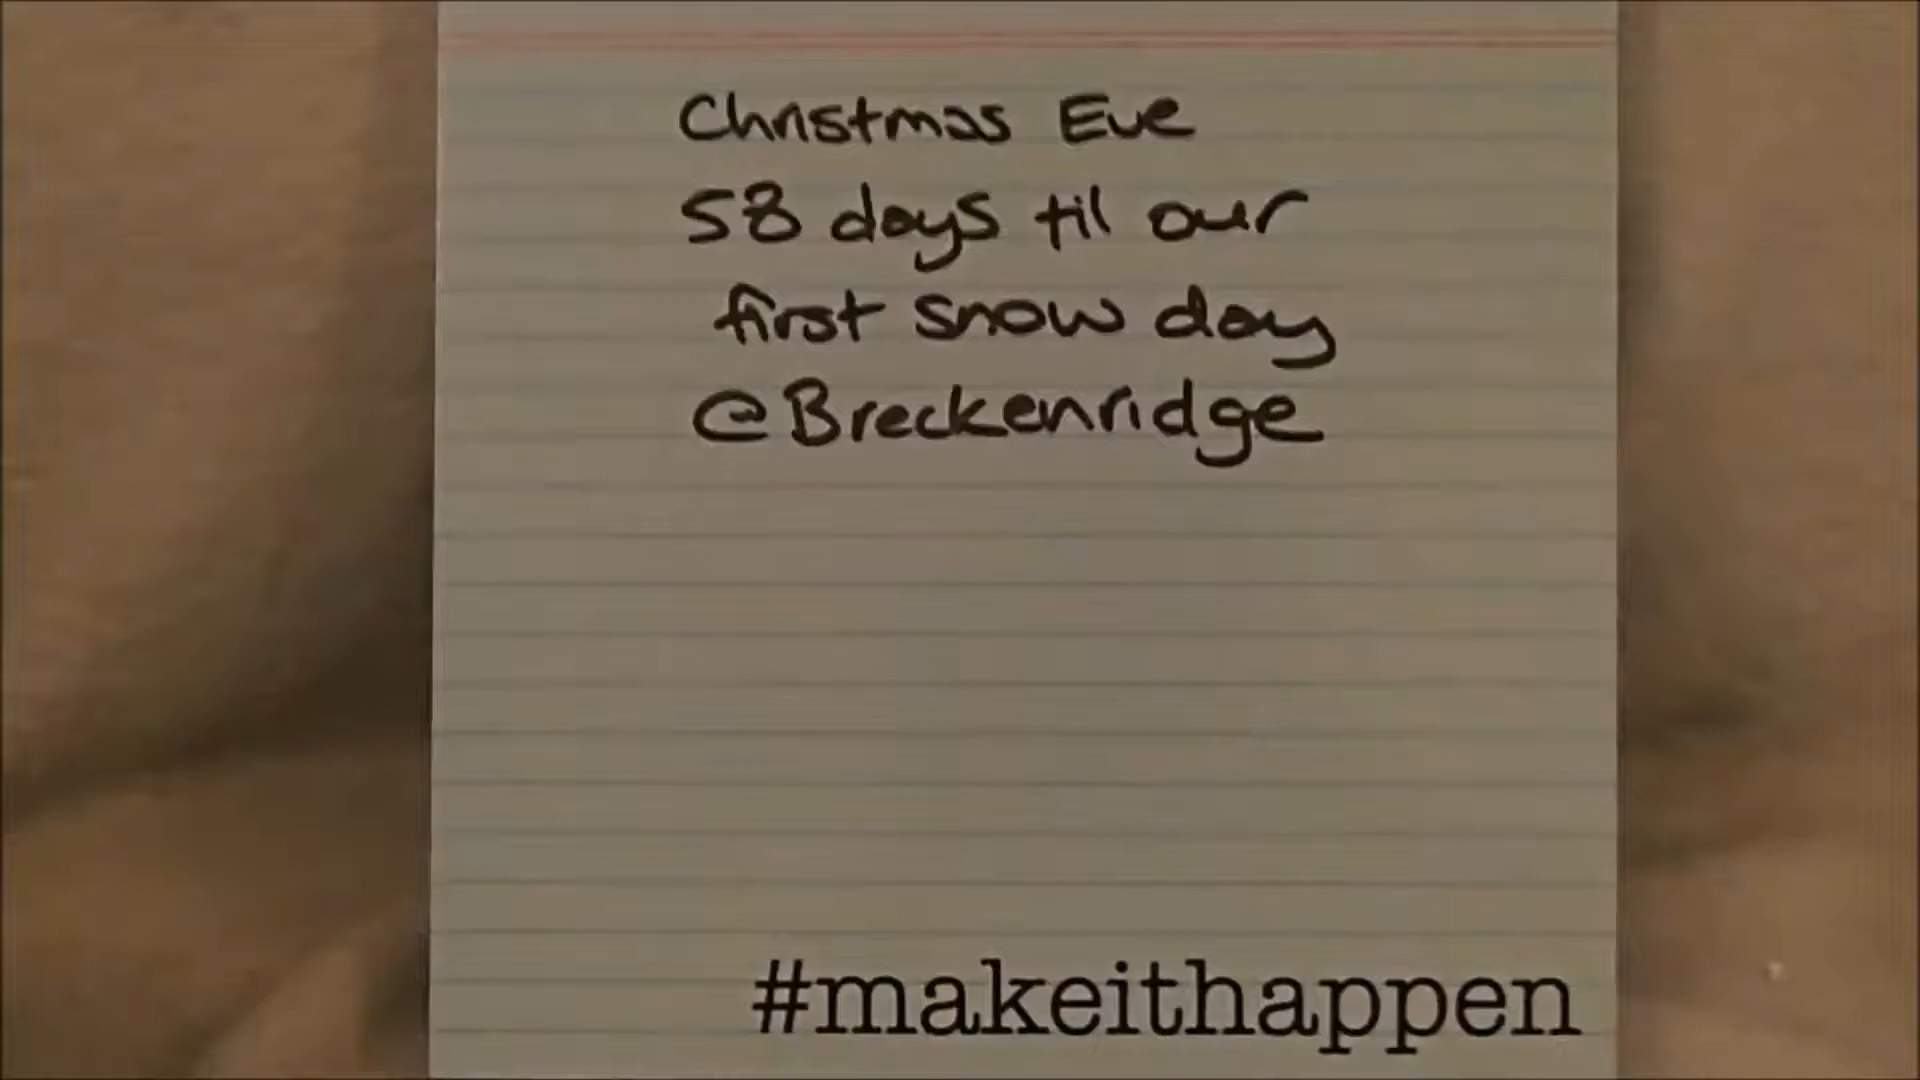 Christmas Eve
58 days til our
first snow day
@Breckenridge
#makeithappen